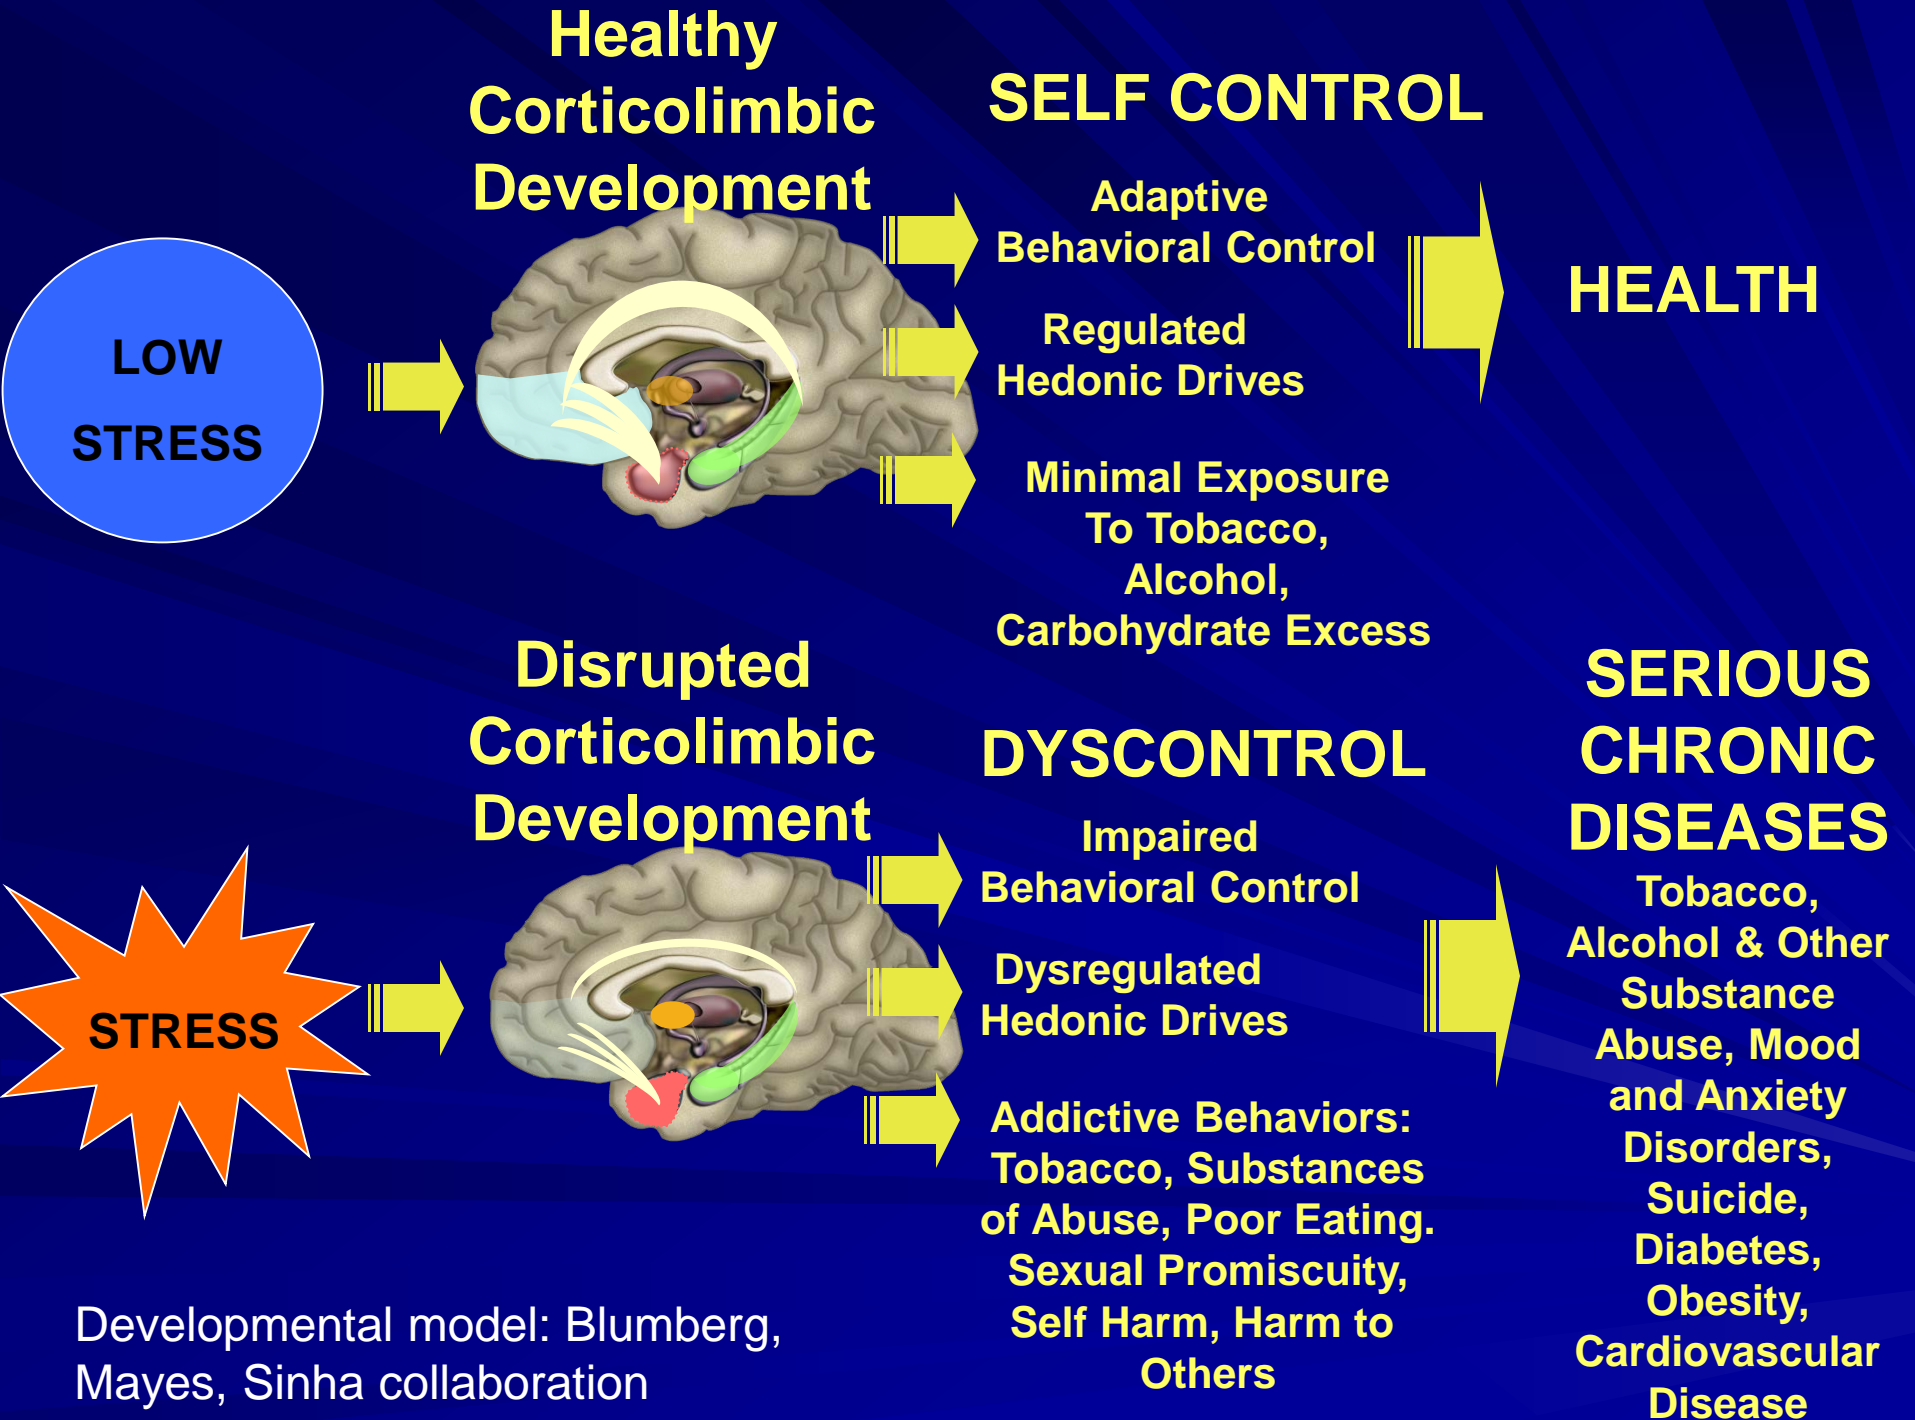 Healthy
Corticolimbic
Development
SELF CONTROL
Adaptive
Behavioral Control
Regulated
Hedonic Drives
Minimal Exposure
To Tobacco,
Alcohol,
Carbohydrate Excess
HEALTH
LOW
STRESS
Disrupted
Corticolimbic
Development
DYSCONTROL
Impaired
Behavioral Control
Dysregulated
Hedonic Drives
Addictive Behaviors:
Tobacco, Substances
of Abuse, Poor Eating.
Sexual Promiscuity,
Self Harm, Harm to
Others
SERIOUS
CHRONIC
DISEASES
Tobacco,
Alcohol & Other
Substance
Abuse, Mood
and Anxiety
Disorders,
Suicide,
Diabetes,
Obesity,
Cardiovascular
Disease
STRESS
Developmental model: Blumberg,
Mayes, Sinha collaboration